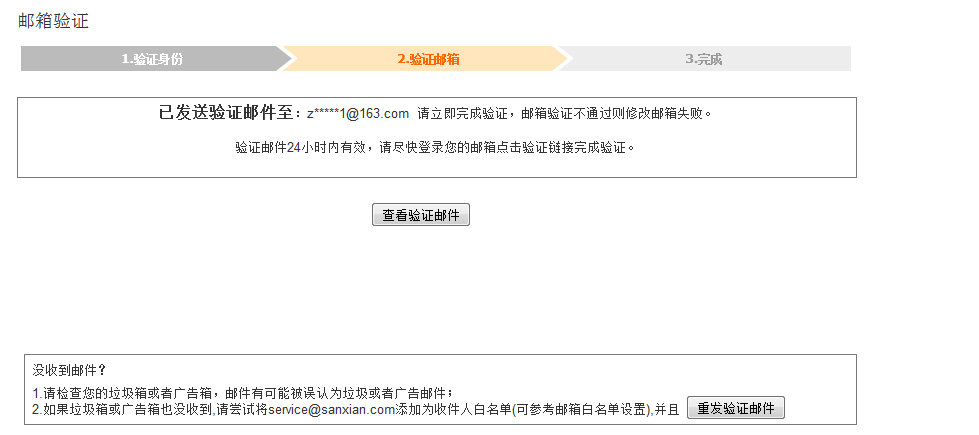 邮箱验证
1.验证身份
2.验证邮箱
3.完成
已发送验证邮件至：z*****1@163.com 请立即完成验证，邮箱验证不通过则修改邮箱失败。
验证邮件24小时内有效，请尽快登录您的邮箱点击验证链接完成验证。
查看验证邮件
没收到邮件？
1.请检查您的垃圾箱或者广告箱，邮件有可能被误认为垃圾或者广告邮件；
2.如果垃圾箱或广告箱也没收到,请尝试将service@sanxian.com添加为收件人白名单(可参考邮箱白名单设置),并且 重发验证邮件